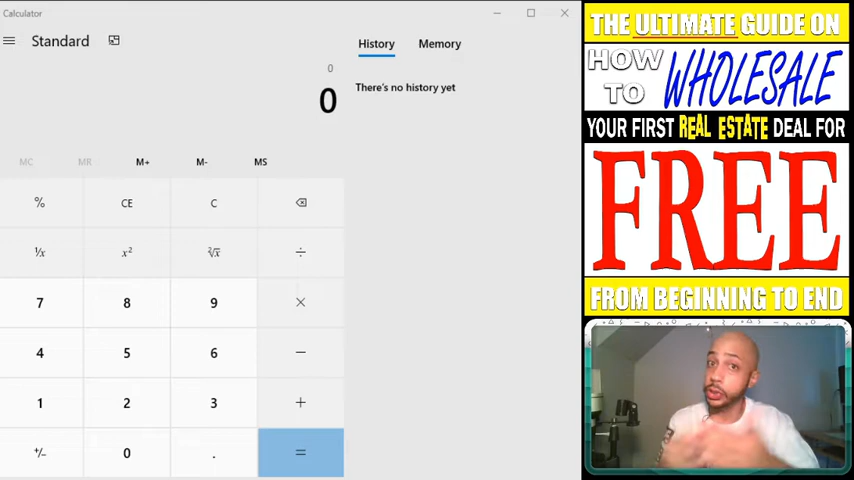 Calculator
Standard
History
Memory
0
0
There's no history yet
MC MR M+ M- MS
% CE C
¹/x x² ²√x ÷
7 8 9 ×
4 5 6 −
1 2 3 +
+/− 0 . =
THE ULTIMATE GUIDE ON
HOW
TO
WHOLESALE
YOUR FIRST REAL ESTATE DEAL FOR
FREE
FROM BEGINNING TO END